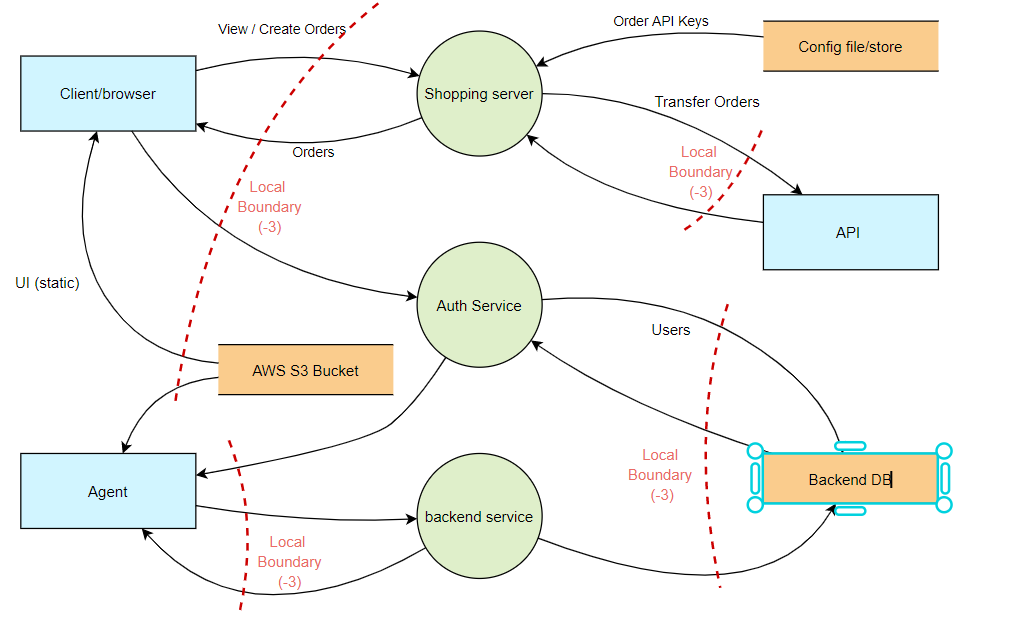 View / Create Orders
Order API Keys
Config file/store
Client/browser
Shopping server
Transfer Orders
Orders
Local
Boundary
(-3)
Local
Boundary
(-3)
API
UI (static)
Auth Service
Users
AWS S3 Bucket
Local
Boundary
(-3)
Backend DB
Agent
backend service
Local
Boundary
(-3)